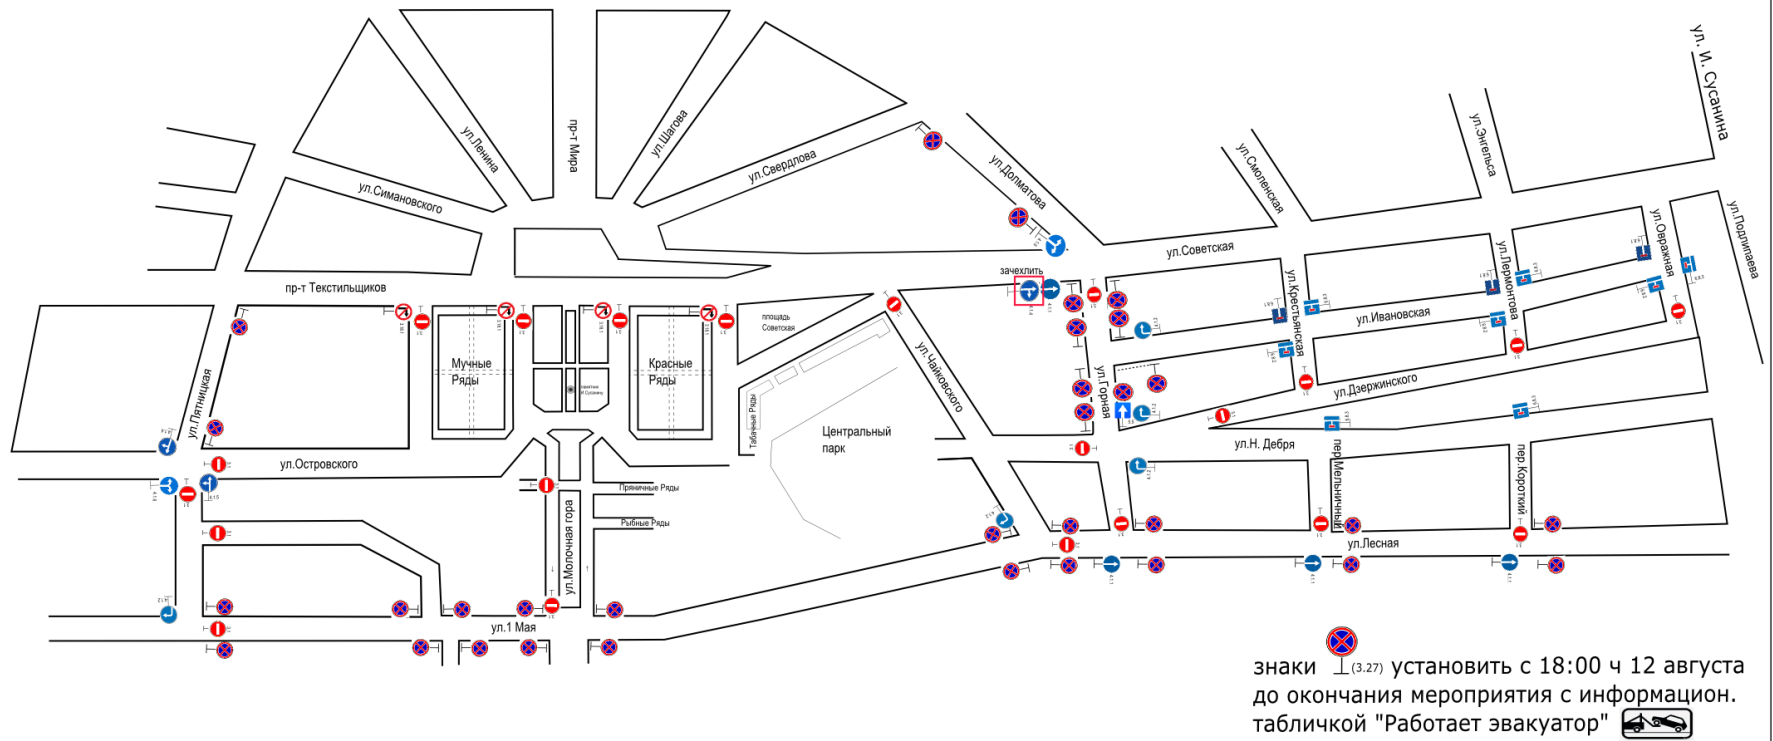 ул. И. Сусанина
ул.Ленина
пр-т Мира
ул.Шагова
ул.Свердлова
ул.Симановского
ул.Долматова
ул.Смоленская
ул.Энгельса
ул.Подлипаева
ул.Овражная
ул.Лермонтова
ул.Советская
ул.Крестьянская
зачехлить
пр-т Текстильщиков
площадь
Советская
ул.Ивановская
ул.Чайковского
Мучные
Ряды
Красные
Ряды
ул.Пятницкая
ул.Горная
ул.Дзержинского
Табачные Ряды
Центральный
парк
ул.Н. Дебря
пер.Мельничный
пер.Короткий
ул.Островского
Пряничные Ряды
Рыбные Ряды
ул.Молочная гора
ул.Лесная
ул.1 Мая
знаки (3.27) установить с 18:00 ч 12 августа
до окончания мероприятия с информацион.
табличкой "Работает эвакуатор"